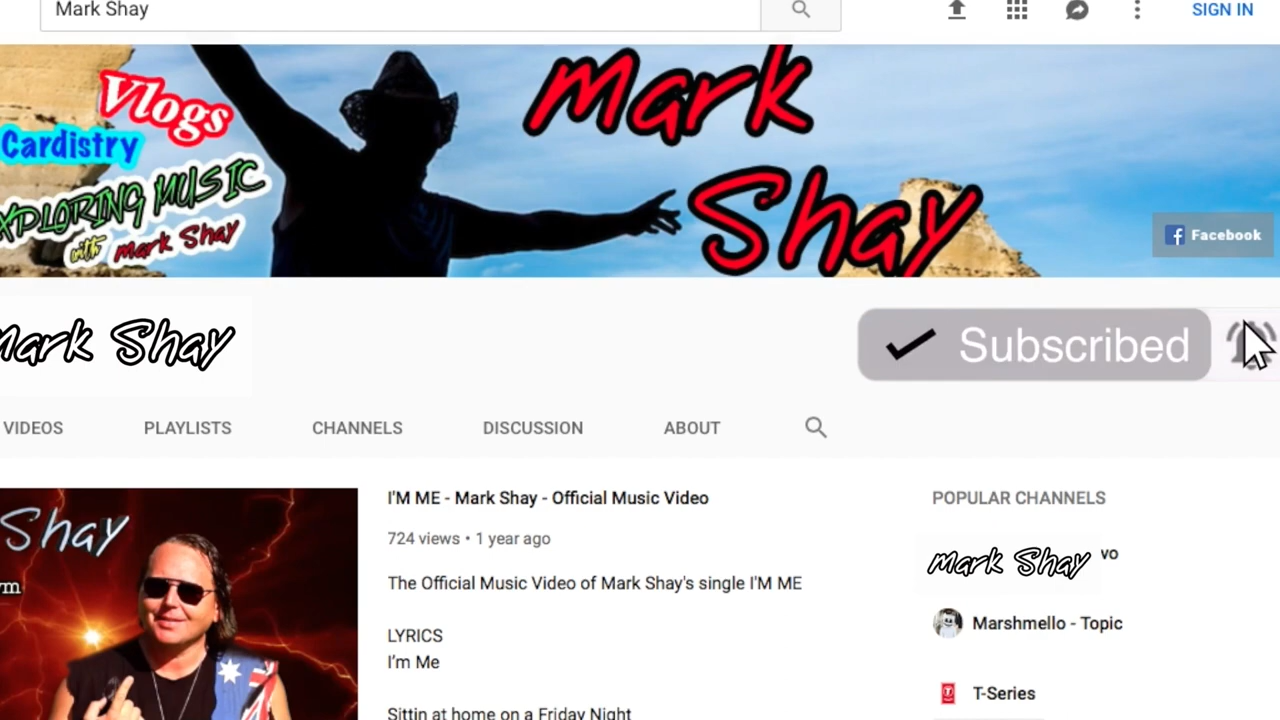 Mark Shay
SIGN IN
Vlogs
Cardistry
XPLORING MUSIC
with Mark Shay
Mark
Shay
Facebook
Mark Shay
Subscribed
VIDEOS
PLAYLISTS
CHANNELS
DISCUSSION
ABOUT
Shay
I'M ME - Mark Shay - Official Music Video
724 views • 1 year ago
The Official Music Video of Mark Shay's single I'M ME
LYRICS
I'm Me
Sittin at home on a Friday Night
POPULAR CHANNELS
Mark Shay
vo
Marshmello - Topic
T-Series